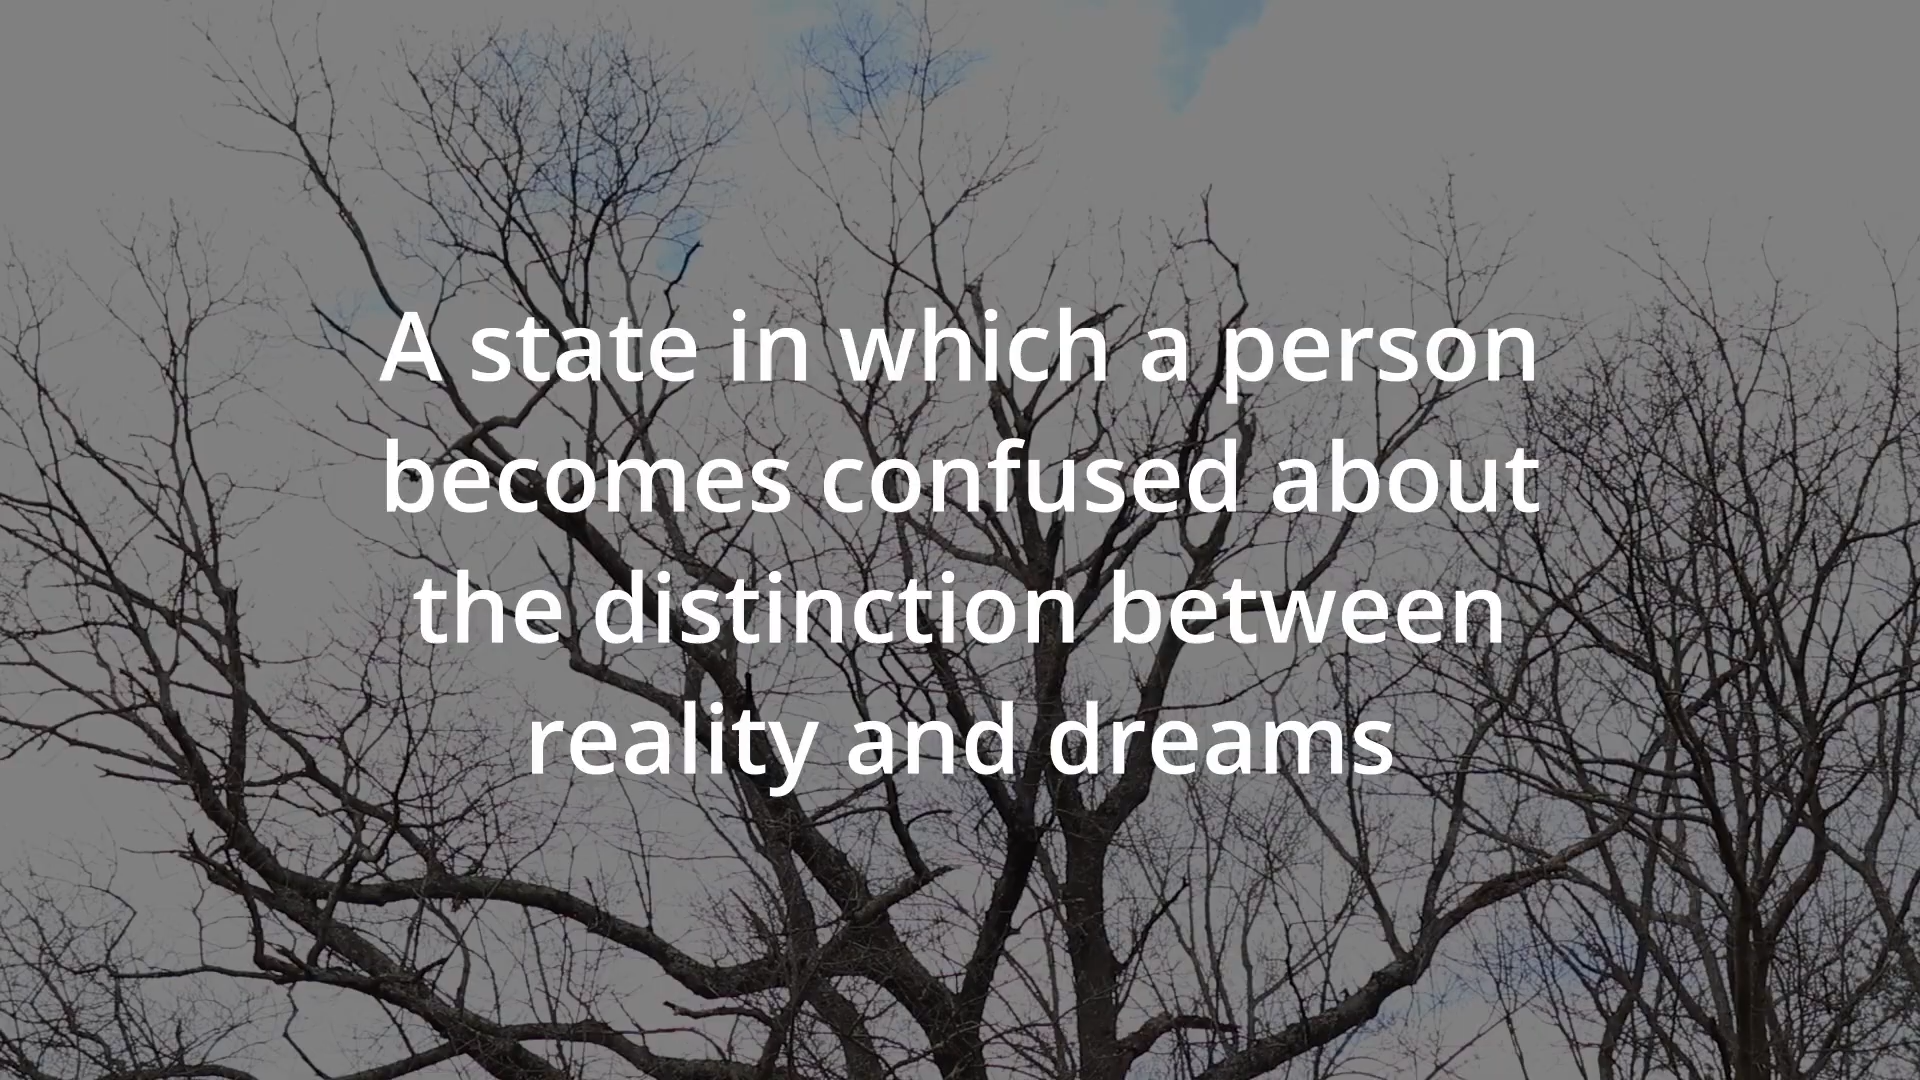 A state in which a person
becomes confused about
the distinction between
reality and dreams